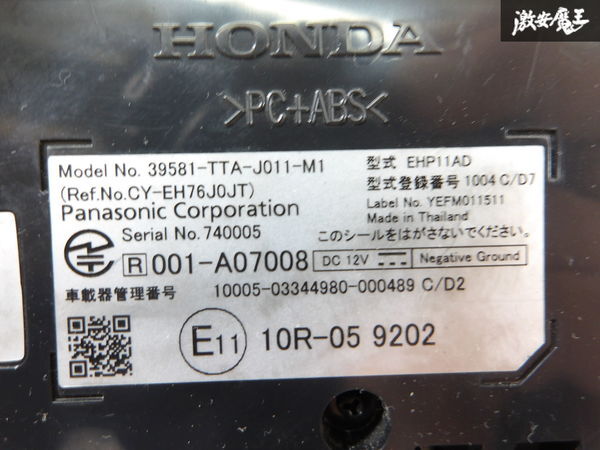 激安魔王
HONDA
>PC+ABS<
Model No. 39581-TTA-J011-M1
(Ref.No.CY-EH76J0JT)
Panasonic Corporation
Serial No. 740005
型式 EHP11AD
型式登録番号 1004 C/D7
Label No. YEFM011511
Made in Thailand
このシールをはがさないでください。
R 001-A07008 DC 12V Negative Ground
車載器管理番号 10005-03344980-000489 C/D2
E11 10R-05 9202